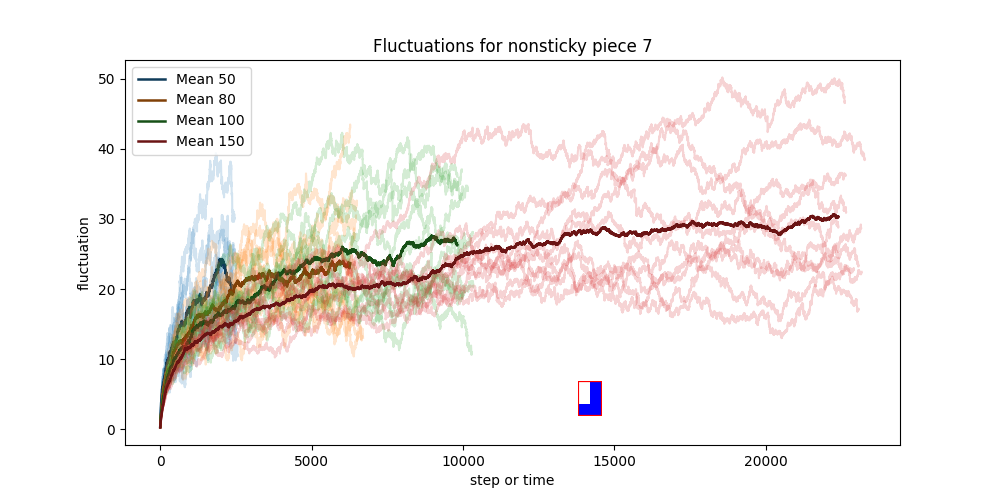 Fluctuations for nonsticky piece 7
Mean 50
Mean 80
Mean 100
Mean 150
fluctuation
50
40
30
20
10
0
0 5000 10000 15000 20000
step or time